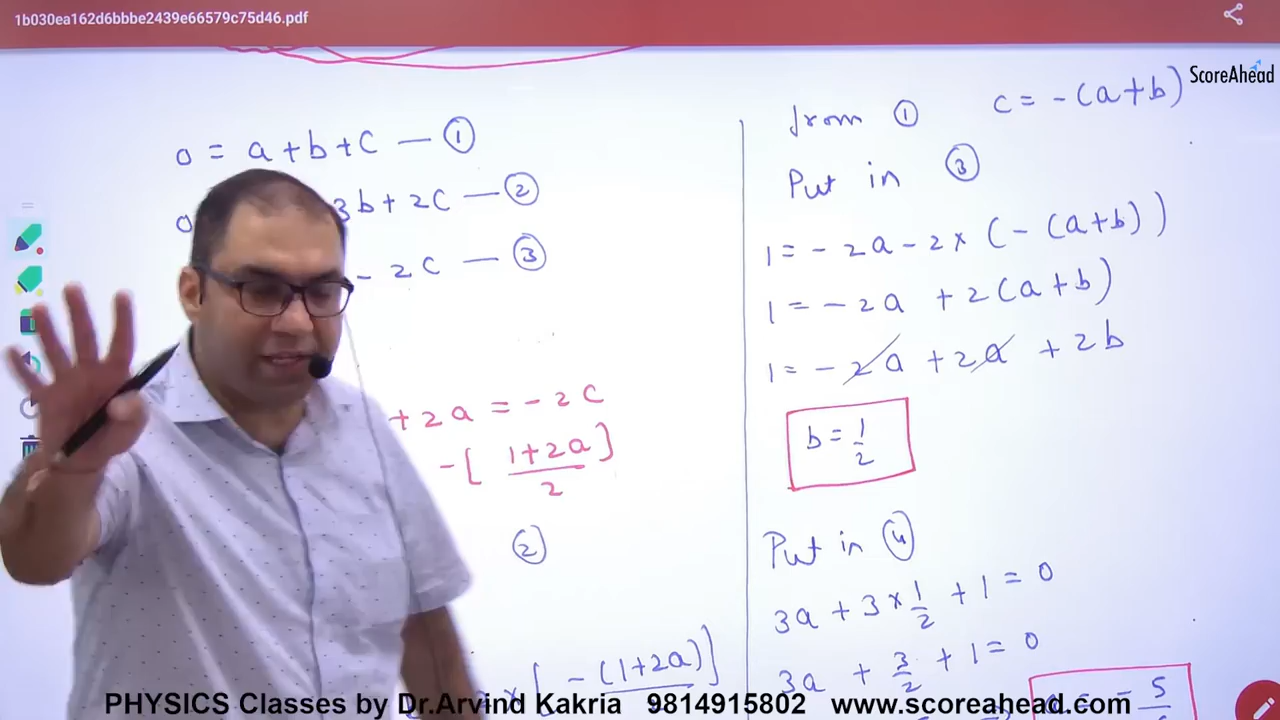 1b030ea162d6bbbe2439e66579c75d46.pdf
ScoreAhead
0 = a + b + c — ①
0 3b + 2c — ②
- 2c — ③
+ 2a = - 2c
- [ (1+2a)/2 ]
②
x [ - (1+2a) ]
from ① c = - (a+b)
Put in ③
1 = - 2a - 2 x ( - (a+b) )
1 = - 2a + 2 (a+b)
1 = - 2a + 2a + 2b
b = 1/2
Put in ④
3a + 3 x 1/2 + 1 = 0
3a + 3/2 + 1 = 0
PHYSICS Classes by Dr.Arvind Kakria 9814915802 www.scoreahead.com